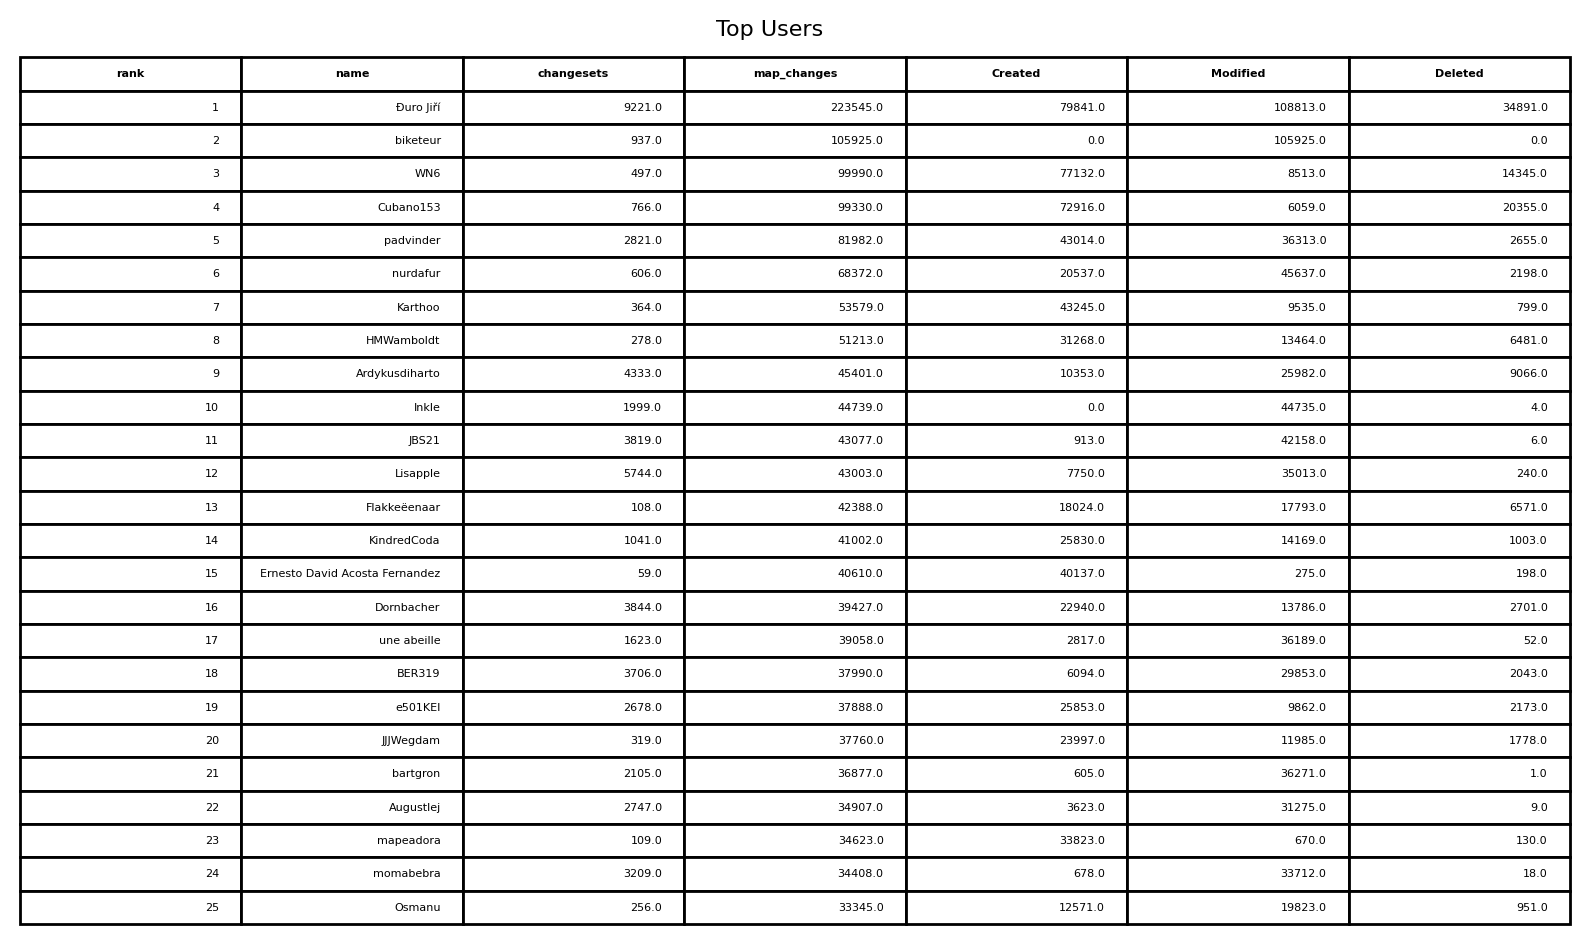 Top Users
rank name changesets map_changes Created Modified Deleted
1 Đuro Jiří 9221.0 223545.0 79841.0 108813.0 34891.0
2 biketeur 937.0 105925.0 0.0 105925.0 0.0
3 WN6 497.0 99990.0 77132.0 8513.0 14345.0
4 Cubano153 766.0 99330.0 72916.0 6059.0 20355.0
5 padvinder 2821.0 81982.0 43014.0 36313.0 2655.0
6 nurdafur 606.0 68372.0 20537.0 45637.0 2198.0
7 Karthoo 364.0 53579.0 43245.0 9535.0 799.0
8 HMWamboldt 278.0 51213.0 31268.0 13464.0 6481.0
9 Ardykusdiharto 4333.0 45401.0 10353.0 25982.0 9066.0
10 Inkle 1999.0 44739.0 0.0 44735.0 4.0
11 JBS21 3819.0 43077.0 913.0 42158.0 6.0
12 Lisapple 5744.0 43003.0 7750.0 35013.0 240.0
13 Flakkeëenaar 108.0 42388.0 18024.0 17793.0 6571.0
14 KindredCoda 1041.0 41002.0 25830.0 14169.0 1003.0
15 Ernesto David Acosta Fernandez 59.0 40610.0 40137.0 275.0 198.0
16 Dornbacher 3844.0 39427.0 22940.0 13786.0 2701.0
17 une abeille 1623.0 39058.0 2817.0 36189.0 52.0
18 BER319 3706.0 37990.0 6094.0 29853.0 2043.0
19 e501KEI 2678.0 37888.0 25853.0 9862.0 2173.0
20 JJJWegdam 319.0 37760.0 23997.0 11985.0 1778.0
21 bartgron 2105.0 36877.0 605.0 36271.0 1.0
22 Augustlej 2747.0 34907.0 3623.0 31275.0 9.0
23 mapeadora 109.0 34623.0 33823.0 670.0 130.0
24 momabebra 3209.0 34408.0 678.0 33712.0 18.0
25 Osmanu 256.0 33345.0 12571.0 19823.0 951.0